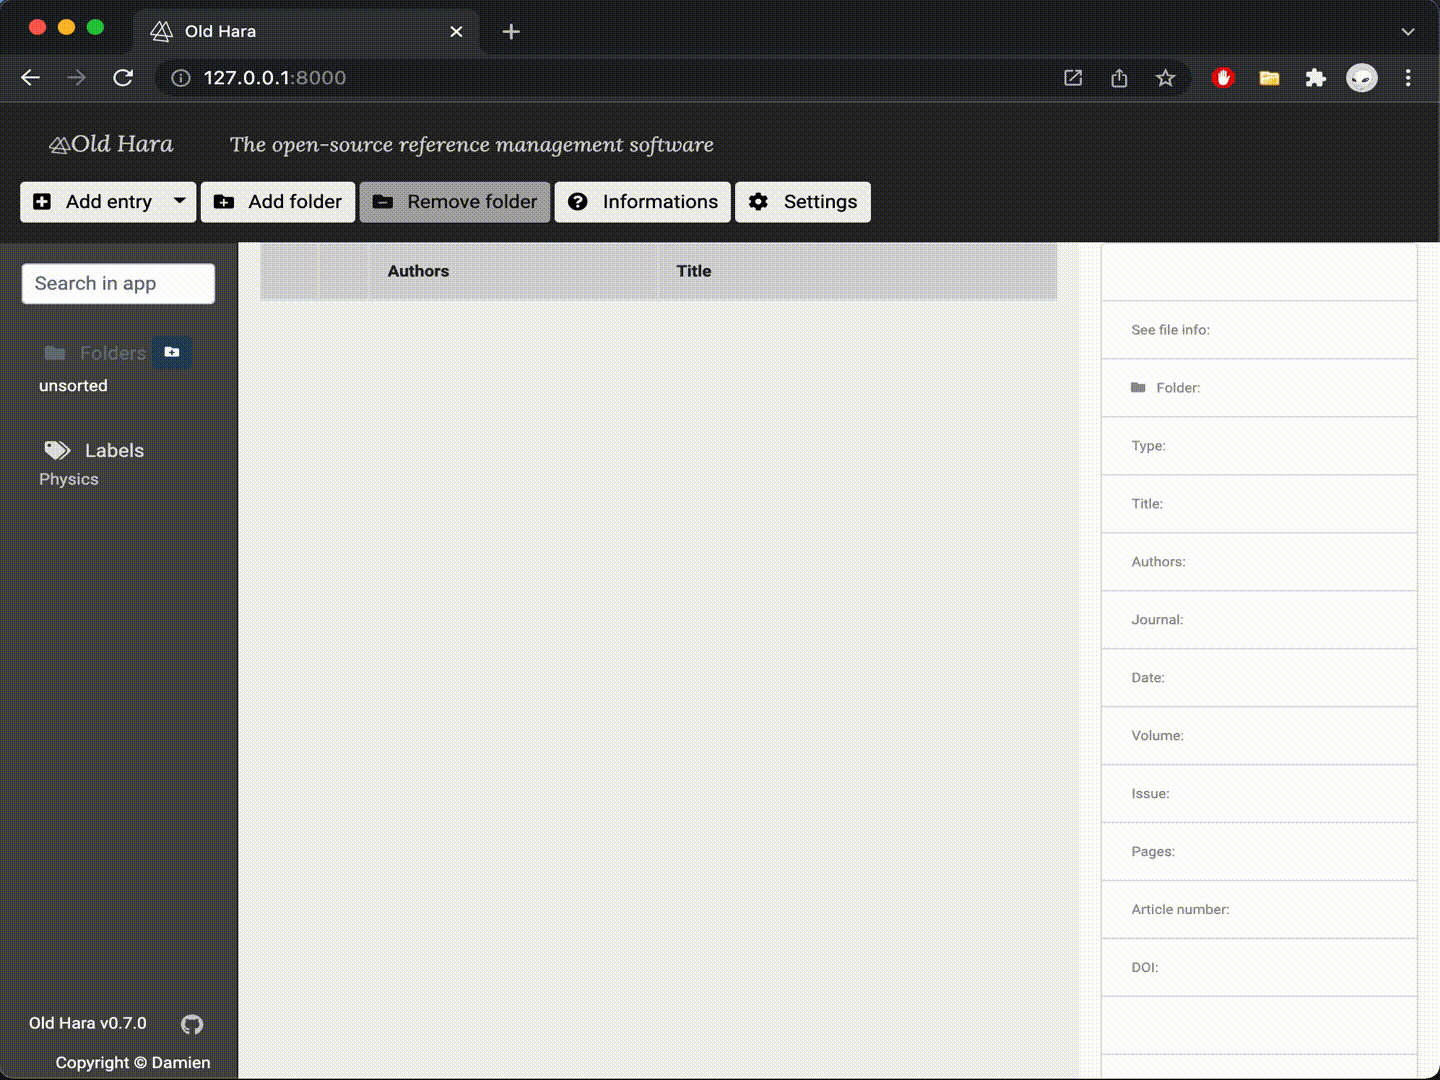 Old Hara
127.0.0.1:8000
Old Hara The open-source reference management software
Add entry Add folder Remove folder Informations Settings
Search in app
Folders
unsorted
Labels
Physics
Old Hara v0.7.0
Copyright © Damien
Authors Title
See file info:
Folder:
Type:
Title:
Authors:
Journal:
Date:
Volume:
Issue:
Pages:
Article number:
DOI: